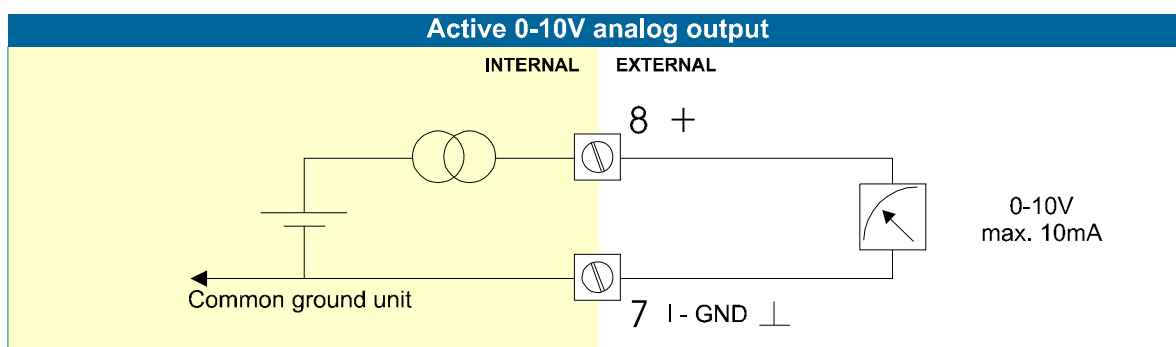 Active 0-10V analog output
INTERNAL EXTERNAL
8 +
0-10V
max. 10mA
Common ground unit
7 I - GND ⊥